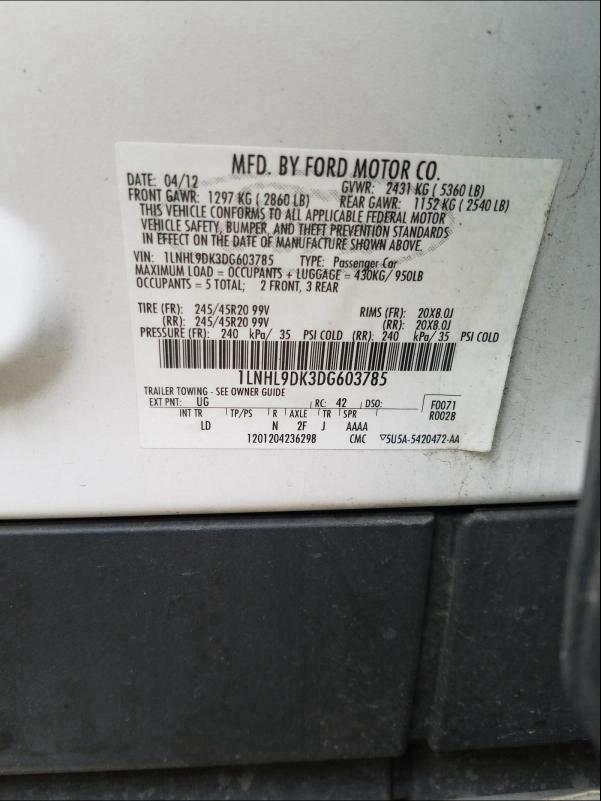 MFD. BY FORD MOTOR CO.
DATE: 04/12 GVWR: 2431 KG ( 5360 LB)
FRONT GAWR: 1297 KG ( 2860 LB) REAR GAWR: 1152 KG ( 2540 LB)
THIS VEHICLE CONFORMS TO ALL APPLICABLE FEDERAL MOTOR
VEHICLE SAFETY, BUMPER, AND THEFT PREVENTION STANDARDS
IN EFFECT ON THE DATE OF MANUFACTURE SHOWN ABOVE.
VIN: 1LNHL9DK3DG603785 TYPE: Passenger Car
MAXIMUM LOAD = OCCUPANTS + LUGGAGE = 430KG/ 950LB
OCCUPANTS = 5 TOTAL; 2 FRONT, 3 REAR
TIRE (FR): 245/45R20 99V RIMS (FR): 20X8.0J
(RR): 245/45R20 99V (RR): 20X8.0J
PRESSURE (FR): 240 kPa/ 35 PSI COLD (RR): 240 kPa/ 35 PSI COLD
1LNHL9DK3DG603785
TRAILER TOWING - SEE OWNER GUIDE
EXT PNT: UG RC: 42 DSO: F0071
INT TR TP/PS R AXLE TR SPR R0028
LD N 2F J AAAA
1201204236298 CMC 5U5A-5420472-AA